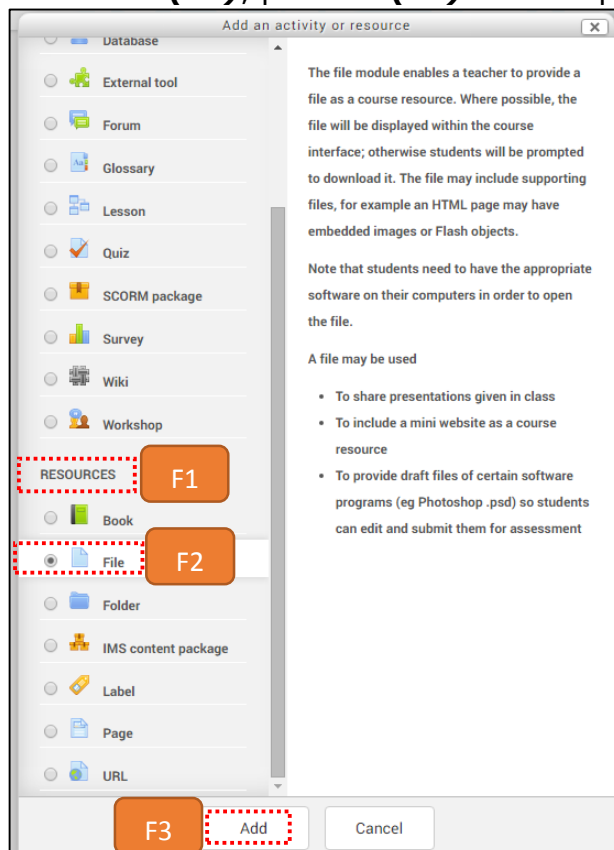 Add an activity or resource
Database
External tool
Forum
Glossary
Lesson
Quiz
SCORM package
Survey
Wiki
Workshop
RESOURCES
F1
Book
File
F2
Folder
IMS content package
Label
Page
URL
The file module enables a teacher to provide a
file as a course resource. Where possible, the
file will be displayed within the course
interface; otherwise students will be prompted
to download it. The file may include supporting
files, for example an HTML page may have
embedded images or Flash objects.
Note that students need to have the appropriate
software on their computers in order to open
the file.
A file may be used
• To share presentations given in class
• To include a mini website as a course
resource
• To provide draft files of certain software
programs (eg Photoshop .psd) so students
can edit and submit them for assessment
F3
Add
Cancel